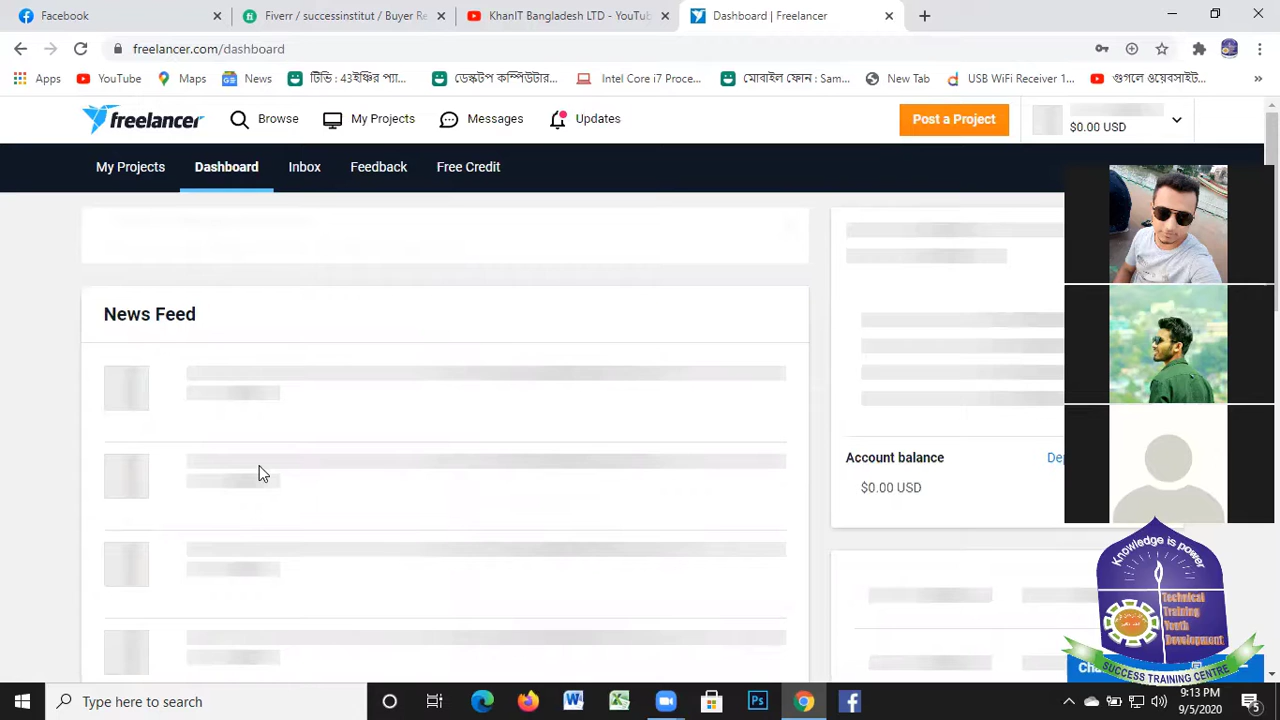 Facebook
Fiverr / successinstitut / Buyer Re
KhanIT Bangladesh LTD - YouTub
Dashboard | Freelancer
freelancer.com/dashboard
Apps
YouTube
Maps
News
টিভি : 43ইঞ্চির প্যা...
ডেস্কটপ কম্পিউটার...
Intel Core i7 Proce...
মোবাইল ফোন : Sam...
New Tab
USB WiFi Receiver 1...
গুগলে ওয়েবসাইট...
freelancer
Browse
My Projects
Messages
Updates
Post a Project
$0.00 USD
My Projects
Dashboard
Inbox
Feedback
Free Credit
News Feed
Account balance
Dep
$0.00 USD
Knowledge is power
Technical
Training
Youth
Development
SUCCESS TRAINING CENTRE
Cha
Type here to search
9:13 PM
9/5/2020
5